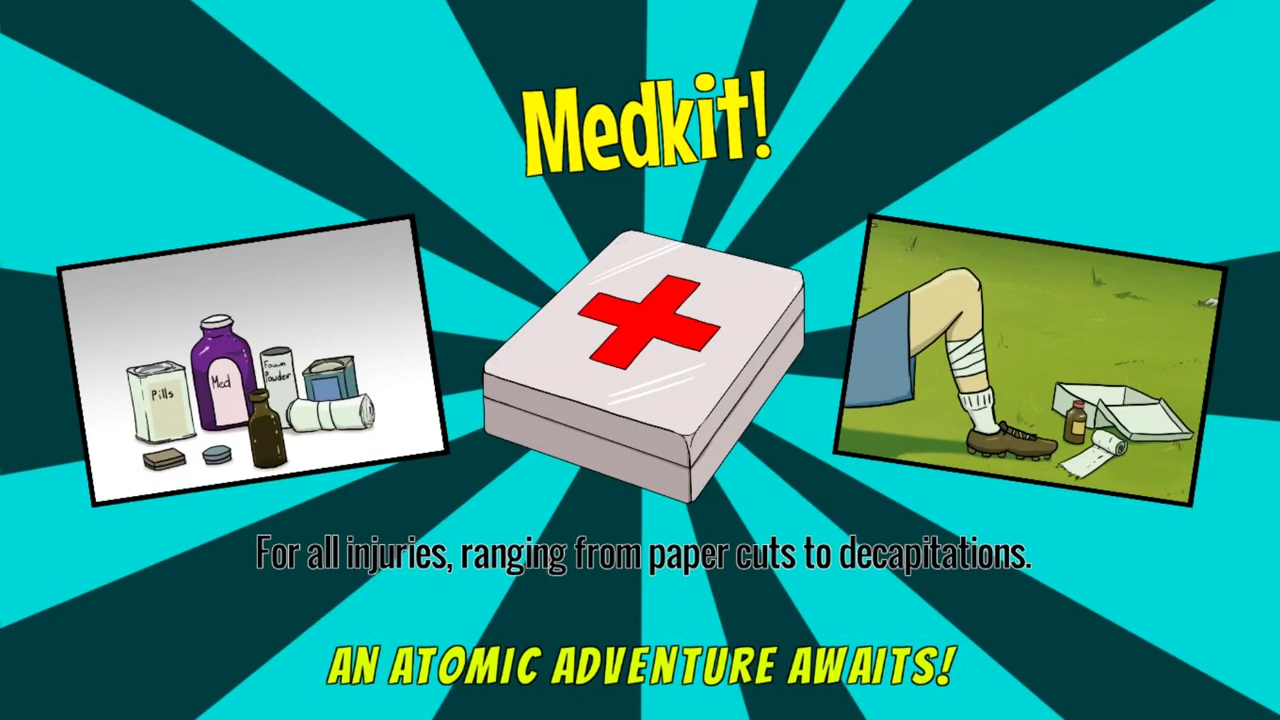 Medkit!
Pills
Med
Foam
Powder
For all injuries, ranging from paper cuts to decapitations.
AN ATOMIC ADVENTURE AWAITS!